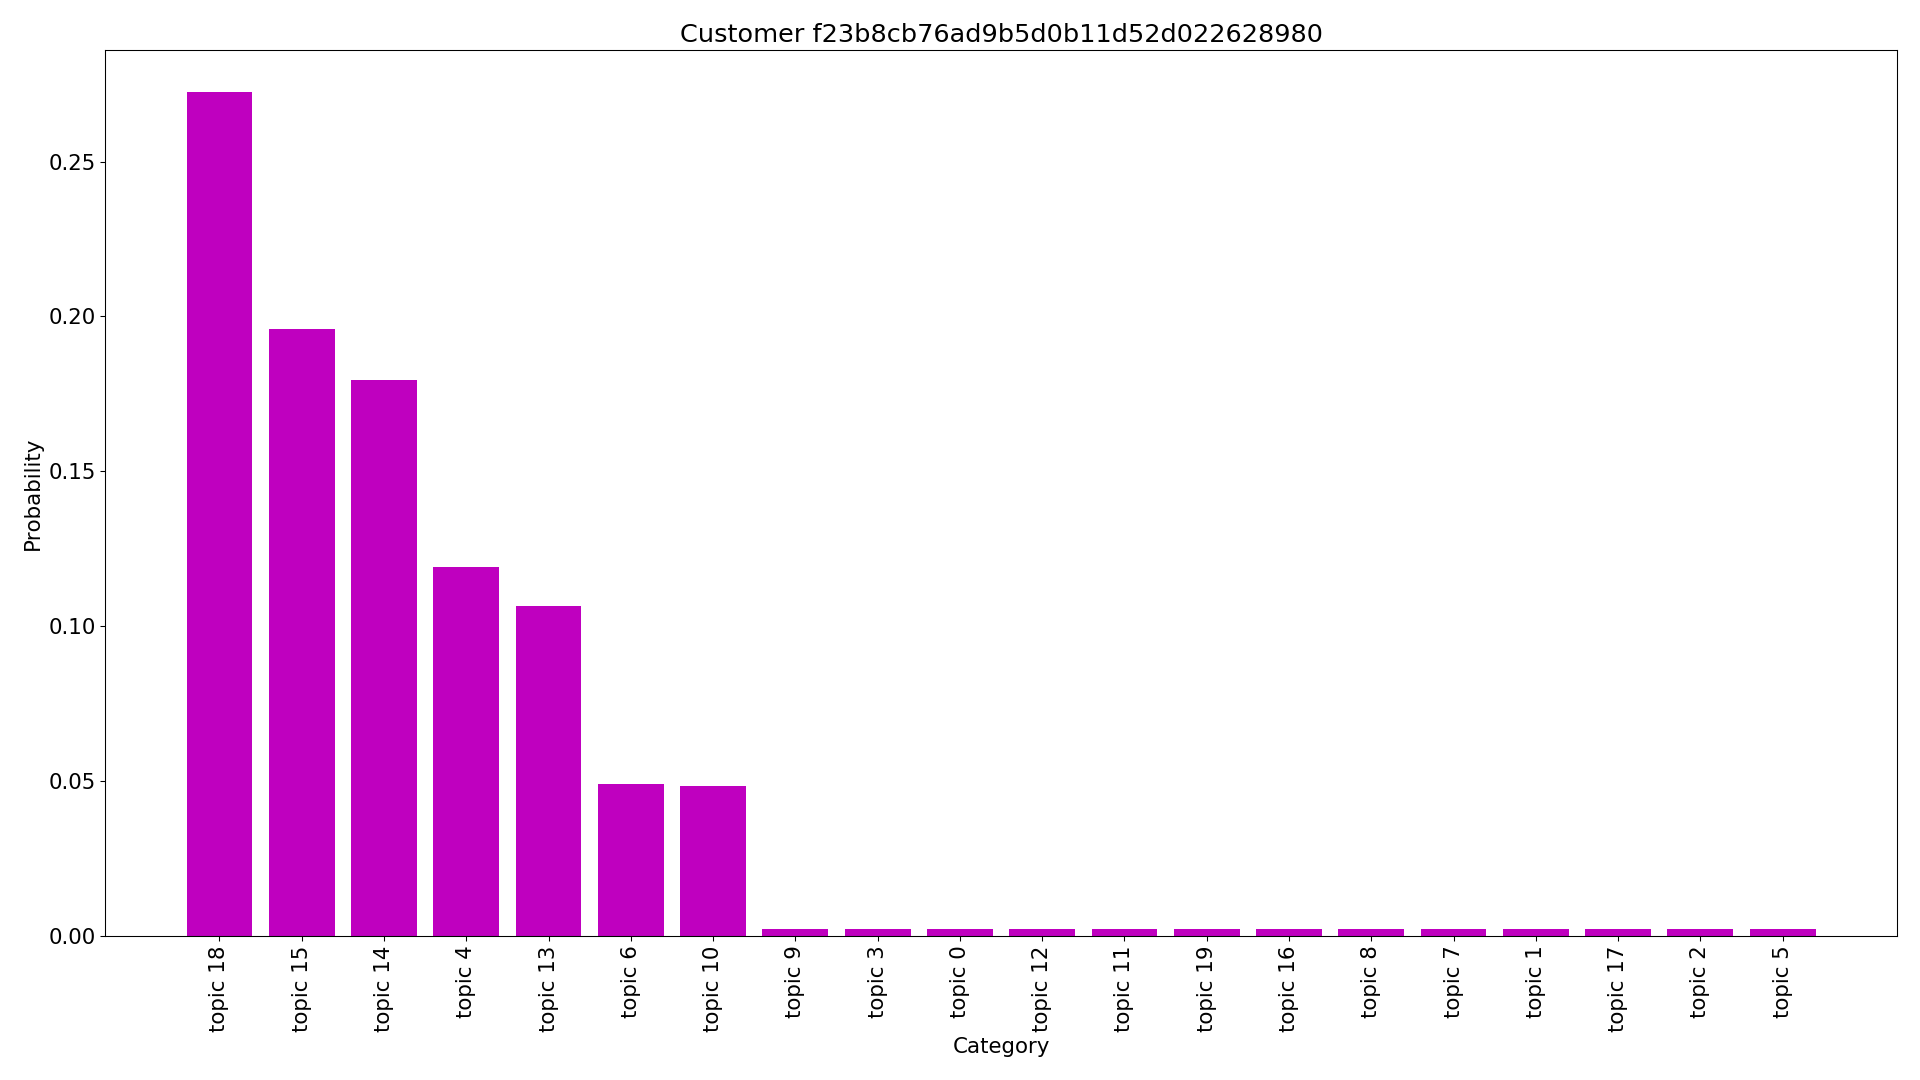 Customer f23b8cb76ad9b5d0b11d52d022628980
Probability
0.25
0.20
0.15
0.10
0.05
0.00
topic 18
topic 15
topic 14
topic 4
topic 13
topic 6
topic 10
topic 9
topic 3
topic 0
topic 12
topic 11
topic 19
topic 16
topic 8
topic 7
topic 1
topic 17
topic 2
topic 5
Category